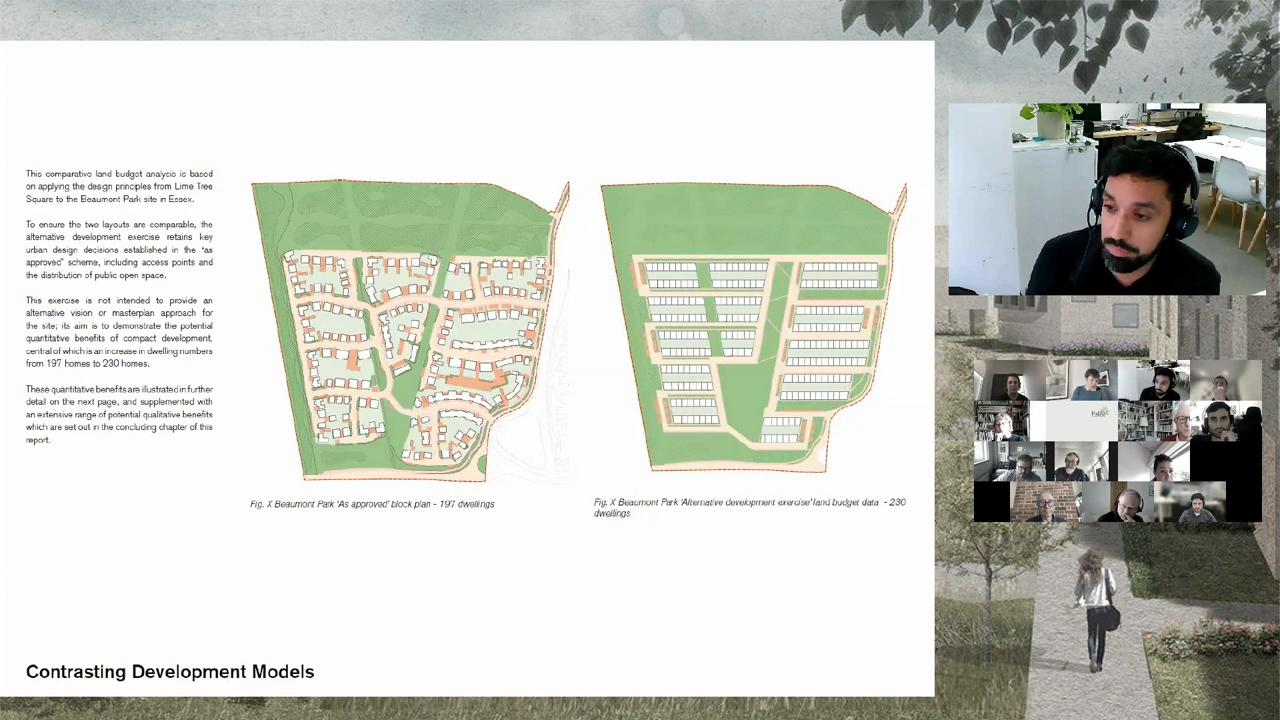 This comparative land budget analysis is based
on applying the design principles from Lime Tree
Square to the Beaumont Park site in Essex.
To ensure the two layouts are comparable, the
alternative development exercise retains key
urban design decisions established in the "as
approved" scheme, including access points and
the distribution of public open space.
This exercise is not intended to provide an
alternative vision or masterplan approach for
the site; its aim is to demonstrate the potential
quantitative benefits of compact development,
central of which is an increase in dwelling numbers
from 197 homes to 230 homes.
These quantitative benefits are illustrated in further
detail on the next page, and supplemented with
an extensive range of potential qualitative benefits
which are set out in the concluding chapter of this
report.
Fig. X Beaumont Park 'As approved' block plan - 197 dwellings
Fig. X Beaumont Park 'Alternative development exercise' land budget data - 230
dwellings
Contrasting Development Models